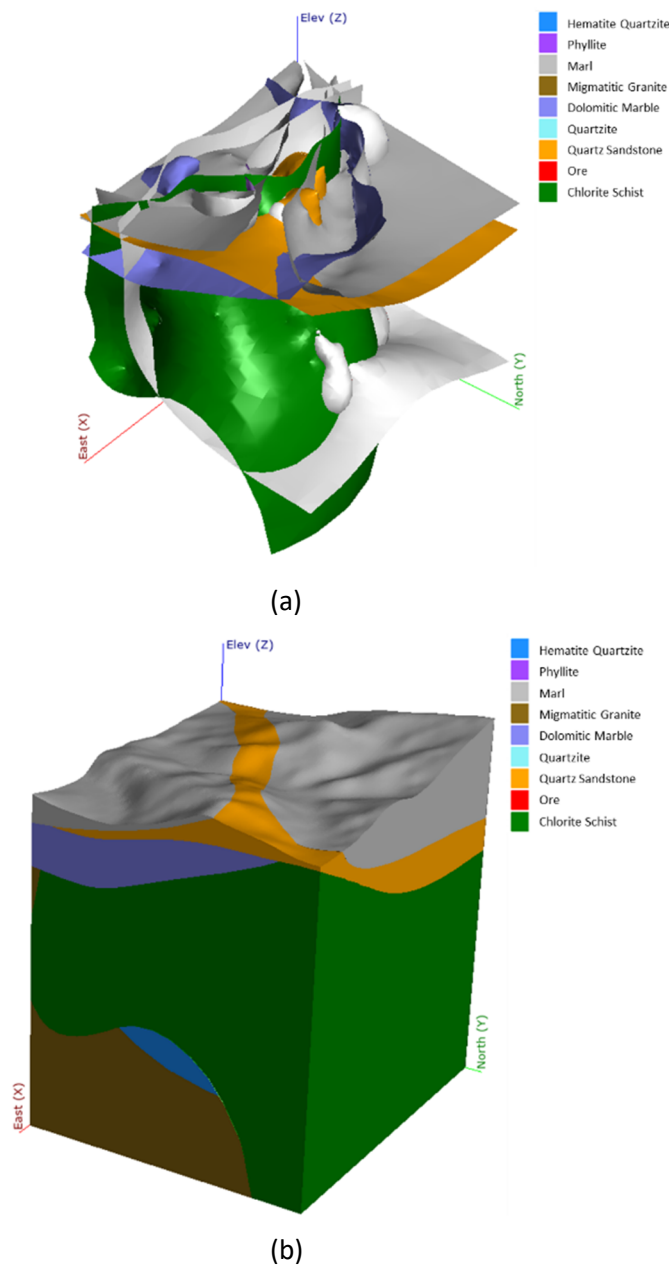 Elev (Z)
Hematite Quartzite
Phyllite
Marl
Migmatitic Granite
Dolomitic Marble
Quartzite
Quartz Sandstone
Ore
Chlorite Schist
East (X)
North (Y)
(a)
Elev (Z)
Hematite Quartzite
Phyllite
Marl
Migmatitic Granite
Dolomitic Marble
Quartzite
Quartz Sandstone
Ore
Chlorite Schist
North (Y)
East (X)
(b)